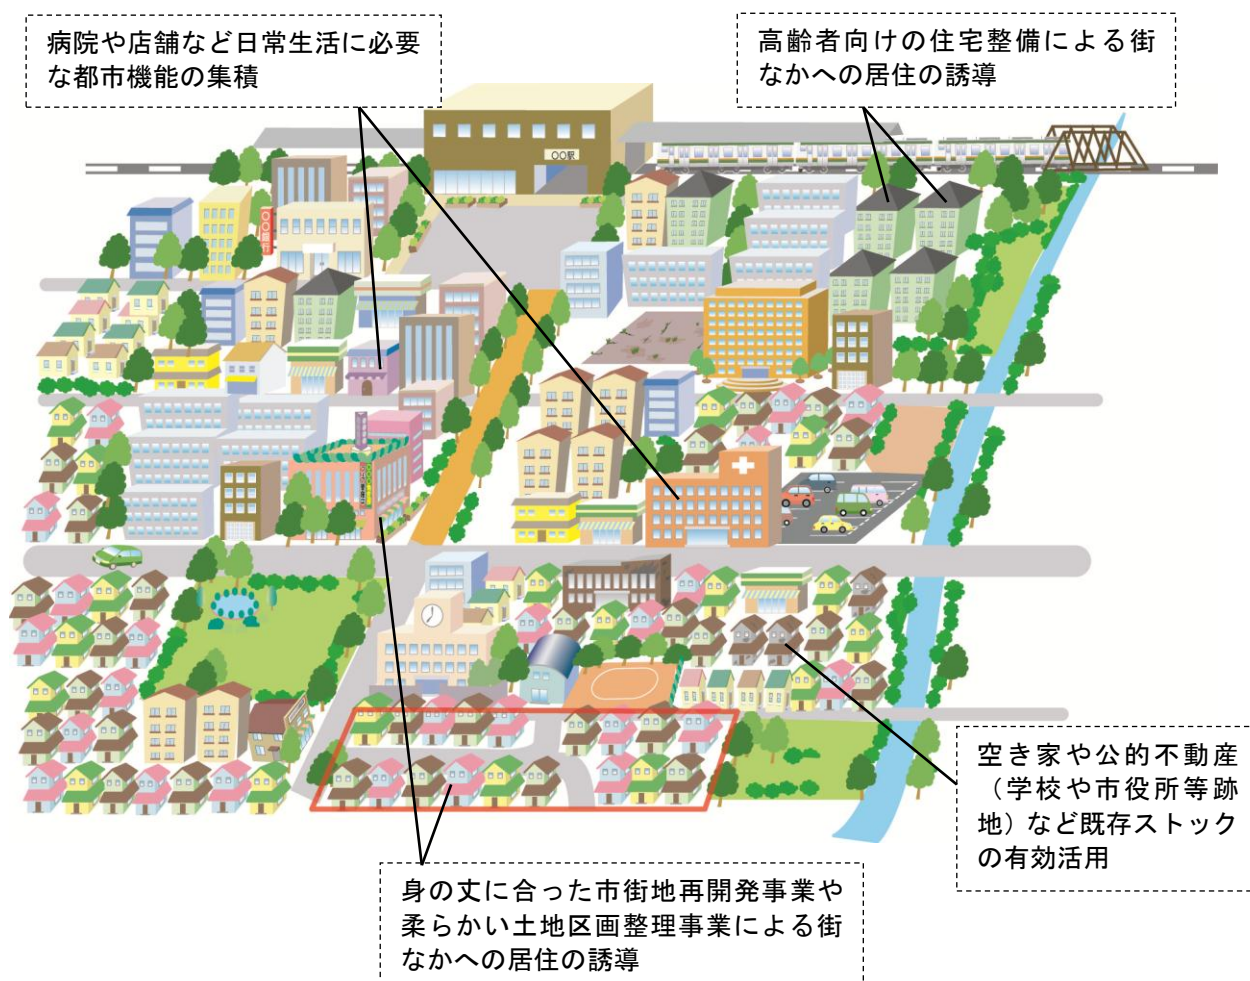 病院や店舗など日常生活に必要
な都市機能の集積
高齢者向けの住宅整備による街
なかへの居住の誘導
〇〇駅
空き家や公的不動産
（学校や市役所等跡
地）など既存ストック
の有効活用
身の丈に合った市街地再開発事業や
柔らかい土地区画整理事業による街
なかへの居住の誘導